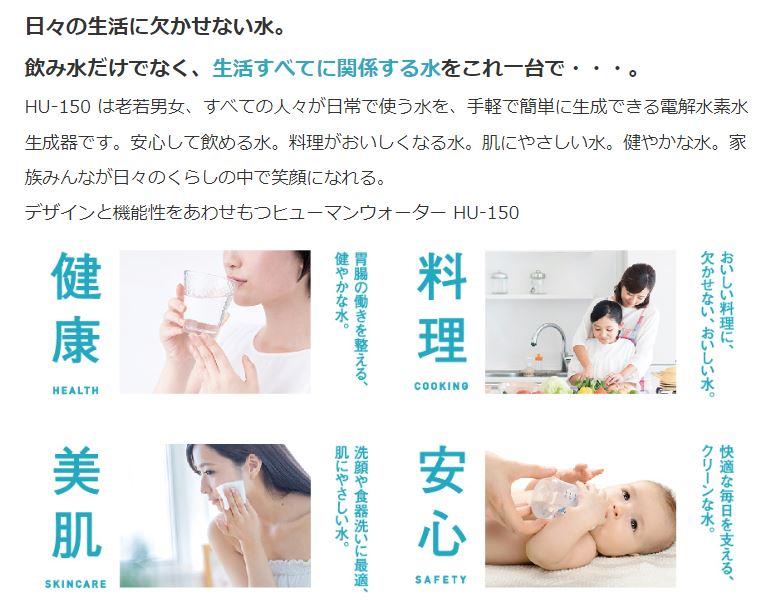 日々の生活に欠かせない水。
飲み水だけでなく、生活すべてに関係する水をこれ一台で・・・。
HU-150 は老若男女、すべての人々が日常で使う水を、手軽で簡単に生成できる電解水素水
生成器です。安心して飲める水。料理がおいしくなる水。肌にやさしい水。健やかな水。家
族みんなが日々のくらしの中で笑顔になれる。
デザインと機能性をあわせもつヒューマンウォーター HU-150
健康
HEALTH
胃腸の働きを整える、
健やかな水。
料理
COOKING
おいしい料理に、
欠かせない、おいしい水。
美肌
SKINCARE
洗顔や食器洗いに最適、
肌にやさしい水。
安心
SAFETY
快適な毎日を支える、
クリーンな水。